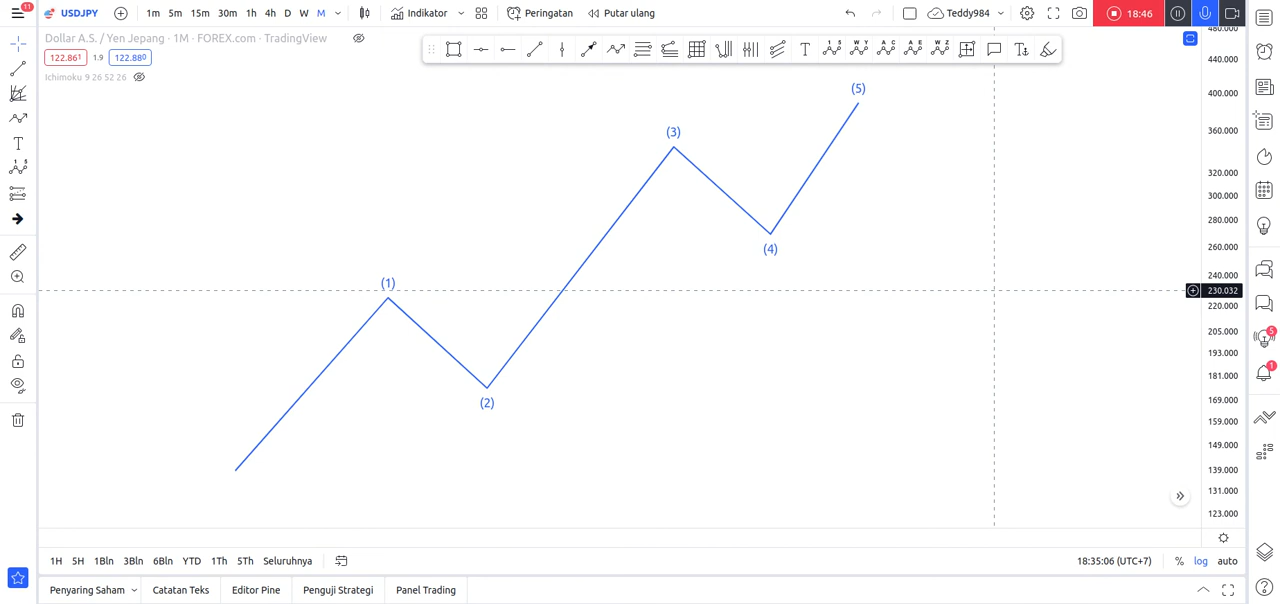 11
USDJPY
1m 5m 15m 30m 1h 4h D W M
Indikator
Peringatan
Putar ulang
Teddy984
18:46
Dollar A.S. / Yen Jepang · 1M · FOREX.com · TradingView
122.861 1.9 122.880
Ichimoku 9 26 52 26
(1)
(2)
(3)
(4)
(5)
480.000
440.000
400.000
360.000
320.000
300.000
280.000
260.000
240.000
230.032
220.000
205.000
193.000
181.000
169.000
159.000
149.000
139.000
131.000
123.000
5
1
1H 5H 1Bln 3Bln 6Bln YTD 1Th 5Th Seluruhnya
18:35:06 (UTC+7) % log auto
Penyaring Saham Catatan Teks Editor Pine Penguji Strategi Panel Trading